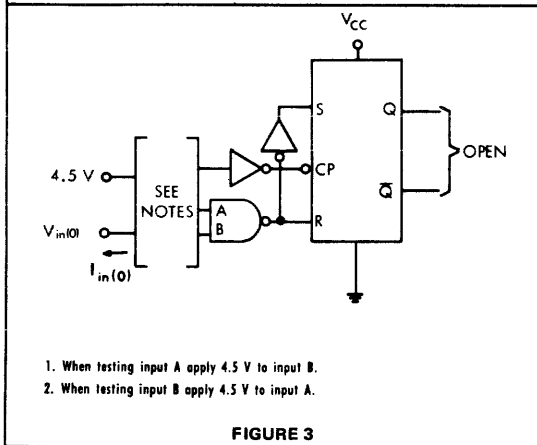 VCC
S Q
4.5 V CP OPEN
SEE
NOTES A
Vin(0) B R Q̅
Iin(0)
1. When testing input A apply 4.5 V to input B.
2. When testing input B apply 4.5 V to input A.
FIGURE 3